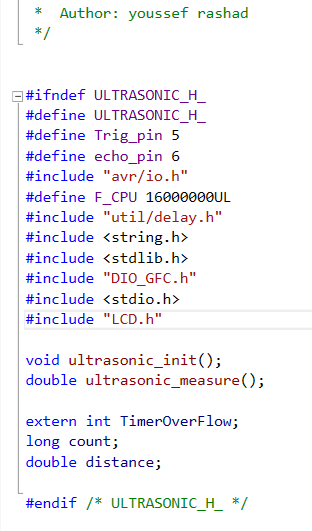 *  Author: youssef rashad
*/
#ifndef ULTRASONIC_H_
#define ULTRASONIC_H_
#define Trig_pin 5
#define echo_pin 6
#include "avr/io.h"
#define F_CPU 16000000UL
#include "util/delay.h"
#include <string.h>
#include <stdlib.h>
#include "DIO_GFC.h"
#include <stdio.h>
#include "LCD.h"
void ultrasonic_init();
double ultrasonic_measure();
extern int TimerOverFlow;
long count;
double distance;
#endif /* ULTRASONIC_H_ */